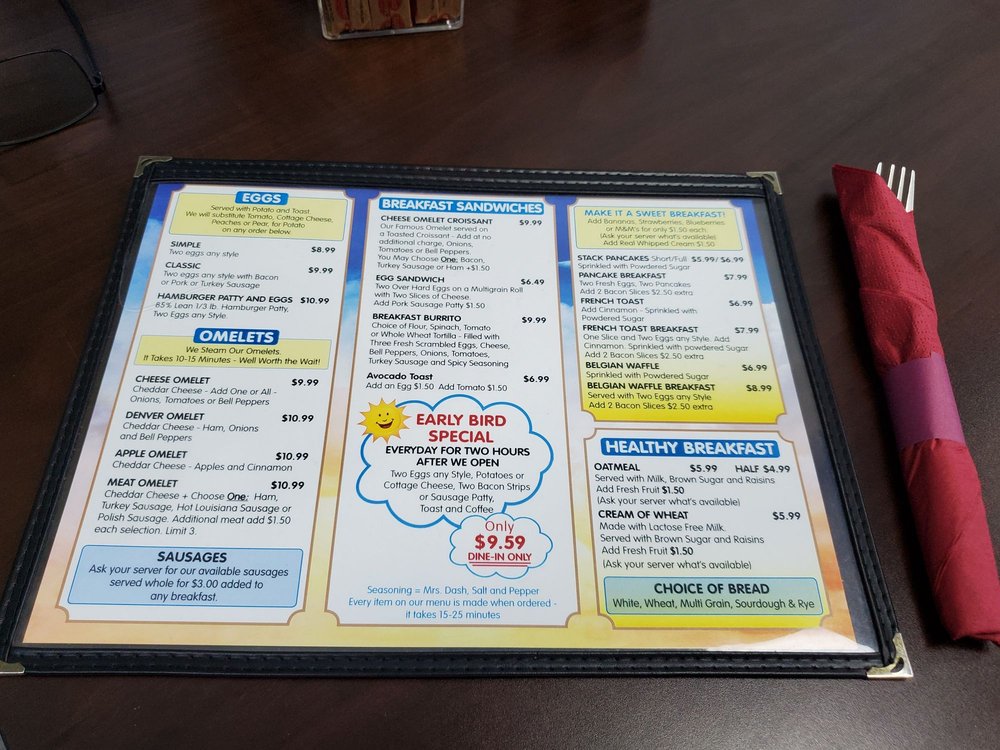 EGGS
Served with Potato and Toast.
We will substitute Tomato, Cottage Cheese,
Peaches or Pear, for Potato
on any order below.
SIMPLE $8.99
Two eggs any style
CLASSIC $9.99
Two eggs any style with Bacon
or Pork or Turkey Sausage
HAMBURGER PATTY AND EGGS $10.99
85% Lean 1/3 lb. Hamburger Patty,
Two Eggs any Style.
OMELETS
We Steam Our Omelets.
It Takes 10-15 Minutes - Well Worth the Wait!
CHEESE OMELET $9.99
Cheddar Cheese - Add One or All -
Onions, Tomatoes or Bell Peppers
DENVER OMELET $10.99
Cheddar Cheese - Ham, Onions
and Bell Peppers
APPLE OMELET $10.99
Cheddar Cheese - Apples and Cinnamon
MEAT OMELET $10.99
Cheddar Cheese + Choose One: Ham,
Turkey Sausage, Hot Louisiana Sausage or
Polish Sausage. Additional meat add $1.50
each selection. Limit 3.
SAUSAGES
Ask your server for our available sausages
served whole for $3.00 added to
any breakfast.
BREAKFAST SANDWICHES
CHEESE OMELET CROISSANT $9.99
Our Famous Omelet served on
a Toasted Croissant - Add at no
additional charge, Onions,
Tomatoes or Bell Peppers.
You May Choose One: Bacon,
Turkey Sausage or Ham +$1.50
EGG SANDWICH $6.49
Two Over Hard Eggs on a Multigrain Roll
with Two Slices of Cheese.
Add Pork Sausage Patty $1.50
BREAKFAST BURRITO $9.99
Choice of Flour, Spinach, Tomato
or Whole Wheat Tortilla - Filled with
Three Fresh Scrambled Eggs, Cheese,
Bell Peppers, Onions, Tomatoes,
Turkey Sausage and Spicy Seasoning
Avocado Toast $6.99
Add an Egg $1.50 Add Tomato $1.50
EARLY BIRD
SPECIAL
EVERYDAY FOR TWO HOURS
AFTER WE OPEN
Two Eggs any Style, Potatoes or
Cottage Cheese, Two Bacon Strips
or Sausage Patty,
Toast and Coffee
Only
$9.59
DINE-IN ONLY
Seasoning = Mrs. Dash, Salt and Pepper
Every item on our menu is made when ordered -
it takes 15-25 minutes
MAKE IT A SWEET BREAKFAST!
Add Bananas, Strawberries, Blueberries
or M&M's for only $1.50 each.
(Ask your server what's available)
Add Real Whipped Cream $1.50
STACK PANCAKES Short/Full $5.99/ $6.99
Sprinkled with Powdered Sugar
PANCAKE BREAKFAST $7.99
Two Fresh Eggs, Two Pancakes
Add 2 Bacon Slices $2.50 extra
FRENCH TOAST $6.99
Add Cinnamon - Sprinkled with
Powdered Sugar
FRENCH TOAST BREAKFAST $7.99
One Slice and Two Eggs any Style. Add
Cinnamon. Sprinkled with powdered Sugar
Add 2 Bacon Slices $2.50 extra
BELGIAN WAFFLE $6.99
Sprinkled with Powdered Sugar
BELGIAN WAFFLE BREAKFAST $8.99
Served with Two Eggs any Style
Add 2 Bacon Slices $2.50 extra
HEALTHY BREAKFAST
OATMEAL $5.99 HALF $4.99
Served with Milk, Brown Sugar and Raisins
Add Fresh Fruit $1.50
(Ask your server what's available)
CREAM OF WHEAT $5.99
Made with Lactose Free Milk.
Served with Brown Sugar and Raisins
Add Fresh Fruit $1.50
(Ask your server what's available)
CHOICE OF BREAD
White, Wheat, Multi Grain, Sourdough & Rye